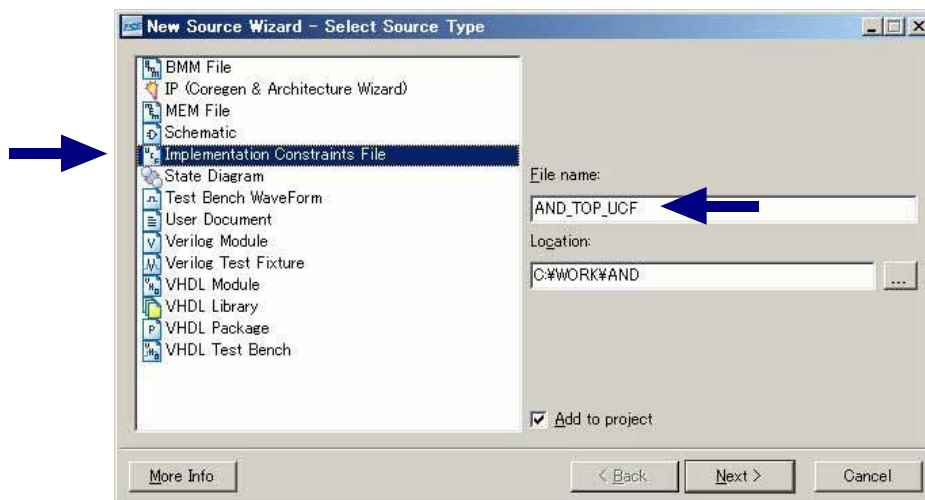 New Source Wizard - Select Source Type
BMM File
IP (Coregen & Architecture Wizard)
MEM File
Schematic
Implementation Constraints File
State Diagram
Test Bench WaveForm
User Document
Verilog Module
Verilog Test Fixture
VHDL Module
VHDL Library
VHDL Package
VHDL Test Bench
File name:
AND_TOP_UCF
Location:
C:¥WORK¥AND
...
Add to project
More Info
< Back
Next >
Cancel